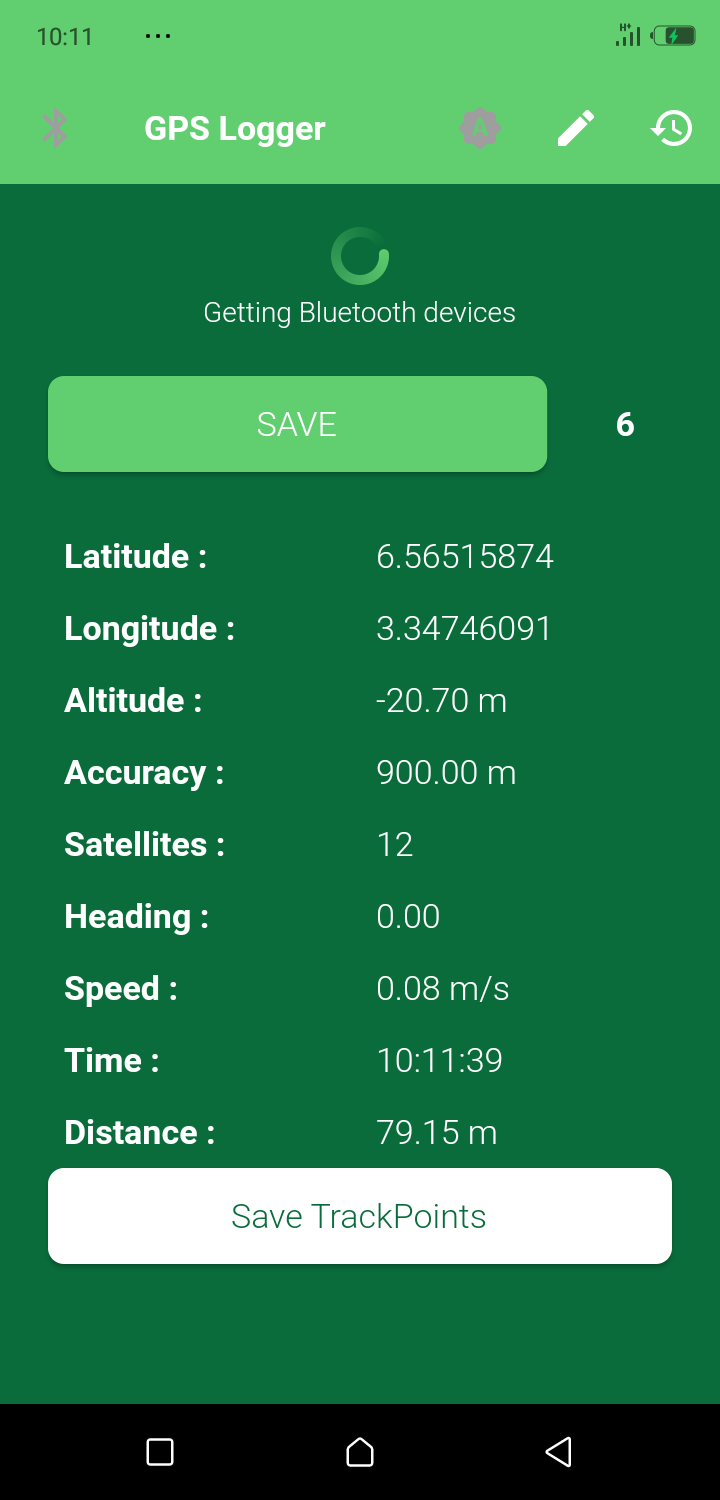 10:11 ... H+
GPS Logger A
Getting Bluetooth devices
SAVE 6
Latitude : 6.56515874
Longitude : 3.34746091
Altitude : -20.70 m
Accuracy : 900.00 m
Satellites : 12
Heading : 0.00
Speed : 0.08 m/s
Time : 10:11:39
Distance : 79.15 m
Save TrackPoints